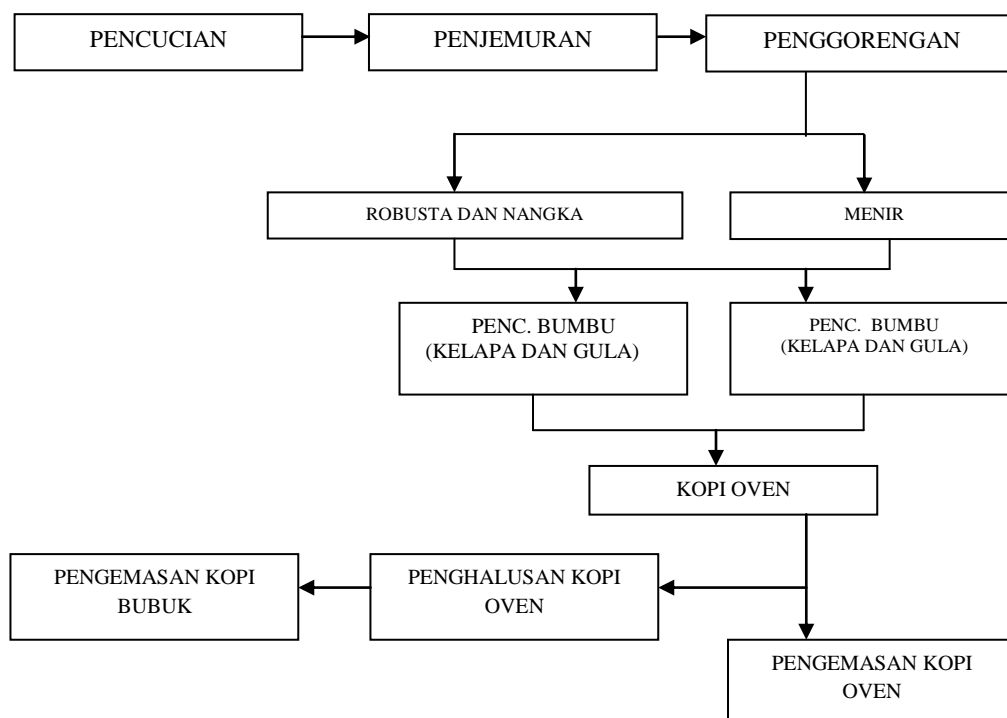 PENCUCIAN
PENJEMURAN
PENGGORENGAN
ROBUSTA DAN NANGKA
MENIR
PENC. BUMBU
(KELAPA DAN GULA)
PENC. BUMBU
(KELAPA DAN GULA)
KOPI OVEN
PENGEMASAN KOPI
BUBUK
PENGHALUSAN KOPI
OVEN
PENGEMASAN KOPI
OVEN